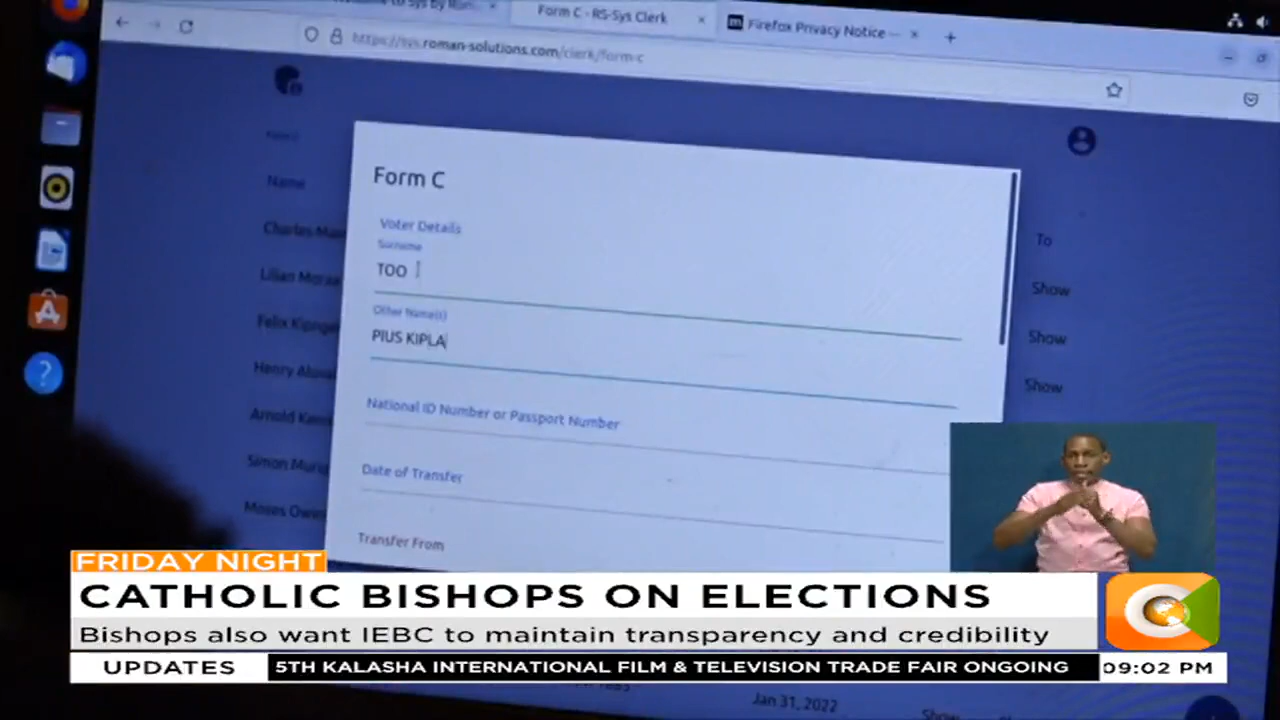 Form C - RS-Sys Clerk
Firefox Privacy Notice —
https://sys.roman-solutions.com/clerk/form-c
Form C
Name
Voter Details
Surname
TOO
Other Name(s)
PIUS KIPLA
National ID Number or Passport Number
Date of Transfer
Transfer From
Charles
Lilian
Felix
Henry
Arnold
Simon
Moses
To
Show
Show
Show
FRIDAY NIGHT
CATHOLIC BISHOPS ON ELECTIONS
Bishops also want IEBC to maintain transparency and credibility
UPDATES
5TH KALASHA INTERNATIONAL FILM & TELEVISION TRADE FAIR ONGOING
09:02 PM
Jan 31, 2022
Show